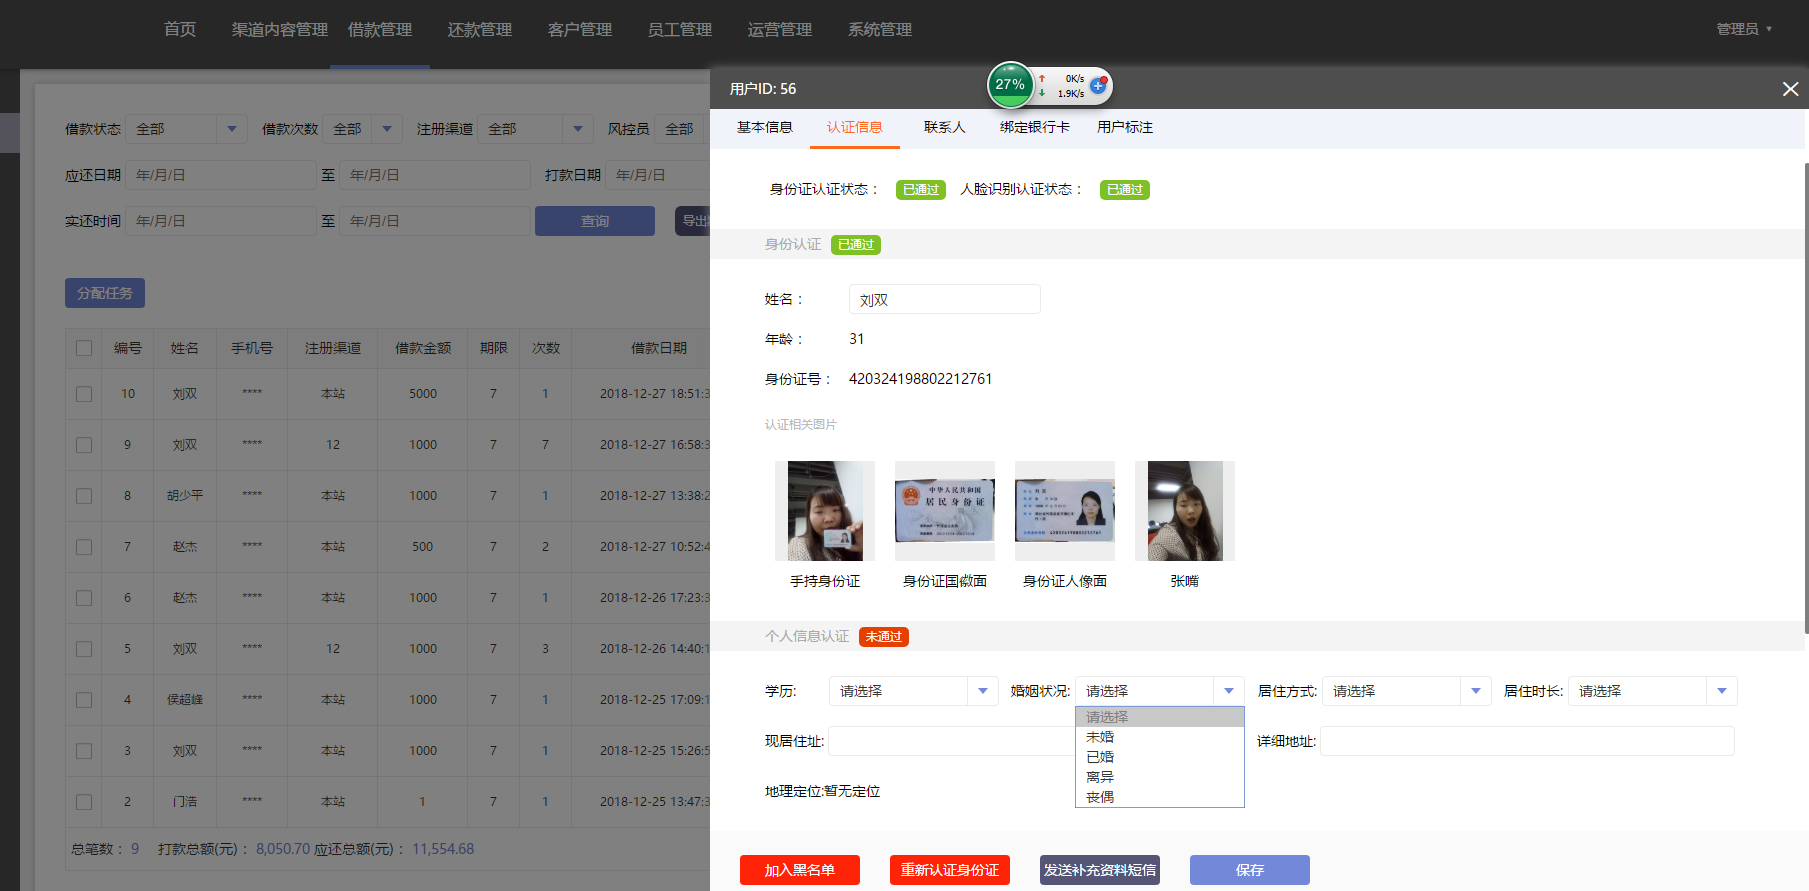 首页 渠道内容管理 借款管理 还款管理 客户管理 员工管理 运营管理 系统管理 管理员
借款状态 全部 借款次数 全部 注册渠道 全部 风控员 全部
应还日期 年/月/日 至 年/月/日 打款日期 年/月/日
实还时间 年/月/日 至 年/月/日 查询 导出
分配任务
编号 姓名 手机号 注册渠道 借款金额 期限 次数 借款日期
10 刘双 **** 本站 5000 7 1 2018-12-27 18:51:3
9 刘双 **** 12 1000 7 7 2018-12-27 16:58:3
8 胡少平 **** 本站 1000 7 1 2018-12-27 13:38:2
7 赵杰 **** 本站 500 7 2 2018-12-27 10:52:4
6 赵杰 **** 本站 1000 7 1 2018-12-26 17:23:3
5 刘双 **** 12 1000 7 3 2018-12-26 14:40:1
4 侯超峰 **** 本站 1000 7 1 2018-12-25 17:09:1
3 刘双 **** 本站 1000 7 1 2018-12-25 15:26:5
2 门浩 **** 本站 1 7 1 2018-12-25 13:47:3
总笔数： 9 打款总额(元)： 8,050.70 应还总额(元)： 11,554.68
用户ID: 56
27% 0K/s
1.9K/s
基本信息 认证信息 联系人 绑定银行卡 用户标注
身份证认证状态： 已通过 人脸识别认证状态： 已通过
身份认证 已通过
姓名： 刘双
年龄： 31
身份证号： 420324198802212761
认证相关图片
中华人民共和国
居民身份证
手持身份证 身份证国徽面 身份证人像面 张嘴
个人信息认证 未通过
学历: 请选择 婚姻状况: 请选择 居住方式: 请选择 居住时长: 请选择
请选择
未婚
已婚
离异
丧偶
现居住址: 详细地址:
地理定位:暂无定位
加入黑名单 重新认证身份证 发送补充资料短信 保存